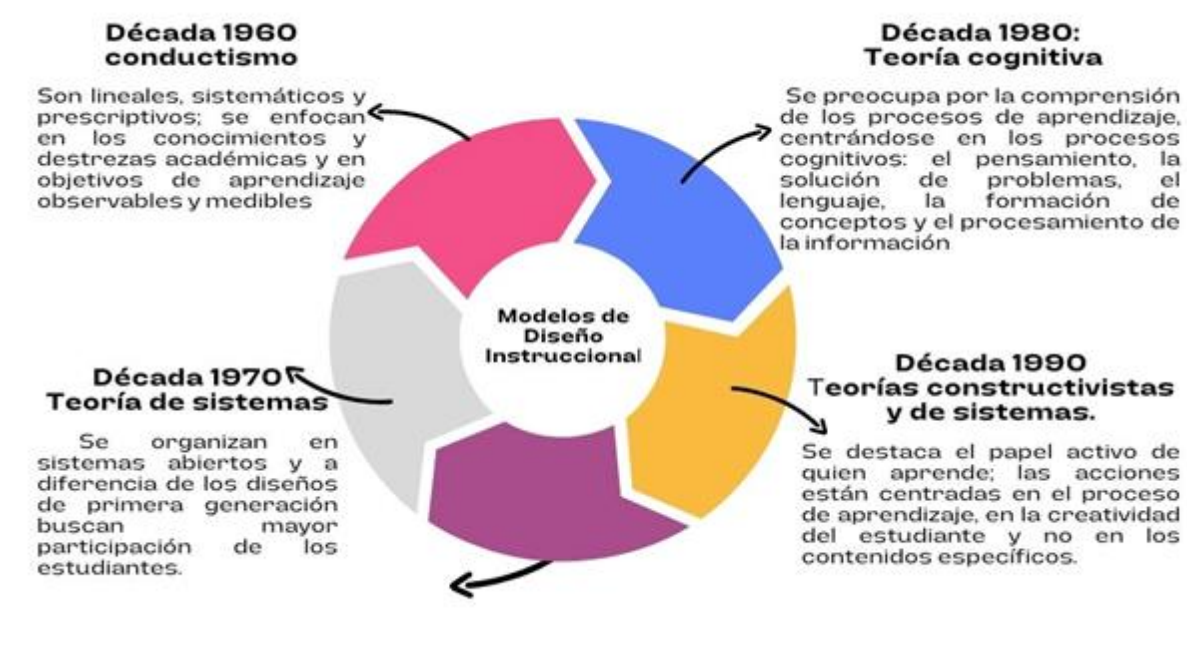 Década 1960
conductismo
Son lineales, sistemáticos y
prescriptivos; se enfocan
en los conocimientos y
destrezas académicas y en
objetivos de aprendizaje
observables y medibles
Década 1980:
Teoría cognitiva
Se preocupa por la comprensión
de los procesos de aprendizaje,
centrándose en los procesos
cognitivos: el pensamiento, la
solución de problemas, el
lenguaje, la formación de
conceptos y el procesamiento de
la información
Modelos de
Diseño
Instruccional
Década 1970
Teoría de sistemas
Se organizan en
sistemas abiertos y a
diferencia de los diseños
de primera generación
buscan mayor
participación de los
estudiantes.
Década 1990
Teorías constructivistas
y de sistemas.
Se destaca el papel activo de
quien aprende; las acciones
están centradas en el proceso
de aprendizaje, en la creatividad
del estudiante y no en los
contenidos específicos.